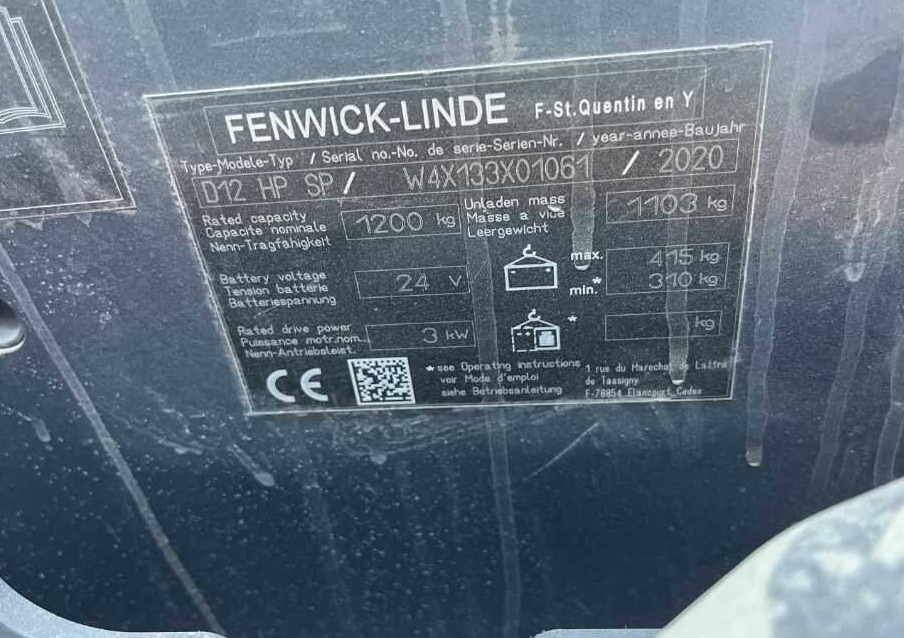 FENWICK-LINDE F-St.Quentin en Y
Type-Modele-Typ / Serial no.-No. de serie-Serien-Nr. / year-annee-Baujahr
D12 HP SP / W4X133X01061 / 2020
Rated capacity
Capacite nominale
Nenn-Tragfähigkeit
1200 kg
Unladen mass
Masse a vide
Leergewicht
1103 kg
Battery voltage
Tension batterie
Batteriespannung
24 V
max. 415 kg
min.* 310 kg
Rated drive power
Puissance motr.nom.
Nenn-Antriebsleist.
3 kW
* kg
CE
*see Operating instructions
voir Mode d'emploi
siehe Betriebsanleitung
1 rue du Marechal de Lattre
de Tassigny
F-78854 Elancourt Cedex